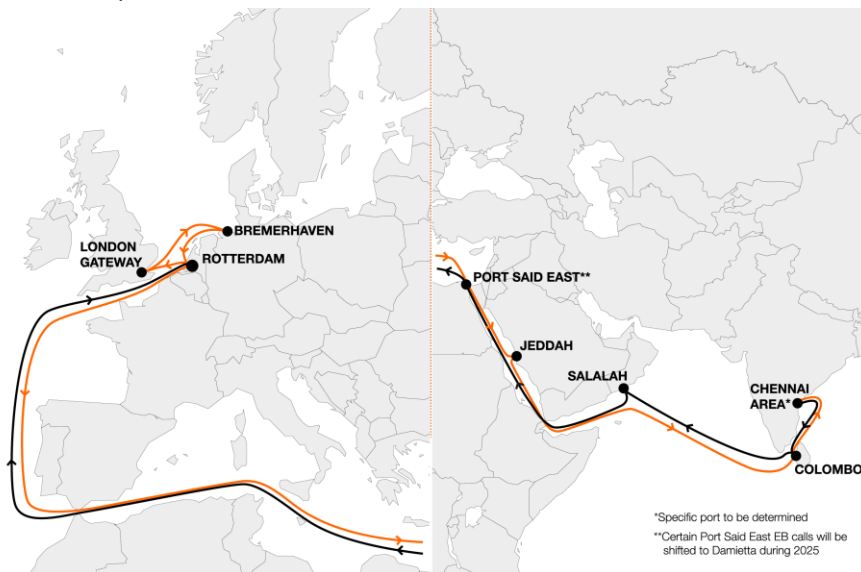 BREMERHAVEN
LONDON
GATEWAY
ROTTERDAM
PORT SAID EAST**
JEDDAH
SALALAH
CHENNAI
AREA*
COLOMBO
*Specific port to be determined
**Certain Port Said East EB calls will be
shifted to Damietta during 2025